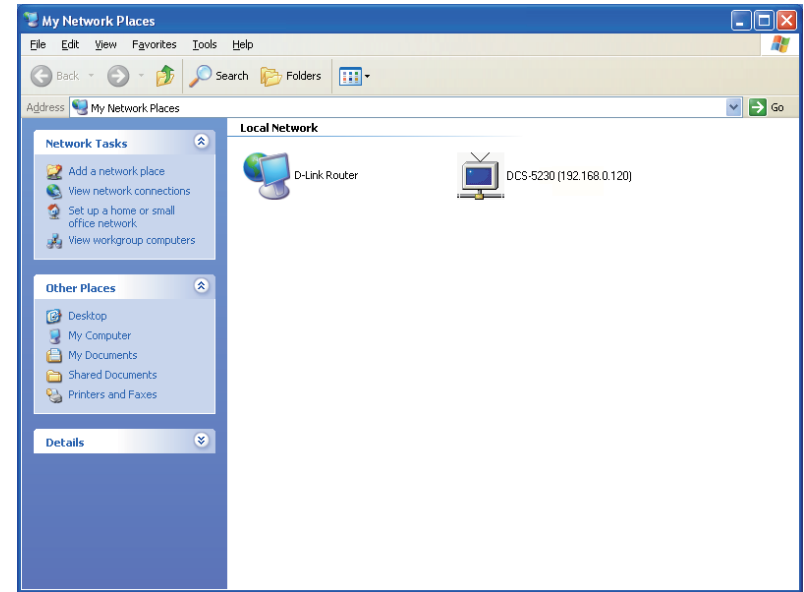 My Network Places
File Edit View Favorites Tools Help
Back Search Folders
Address My Network Places Go
Network Tasks
Add a network place
View network connections
Set up a home or small
office network
View workgroup computers
Other Places
Desktop
My Computer
My Documents
Shared Documents
Printers and Faxes
Details
Local Network
D-Link Router DCS-5230 (192.168.0.120)